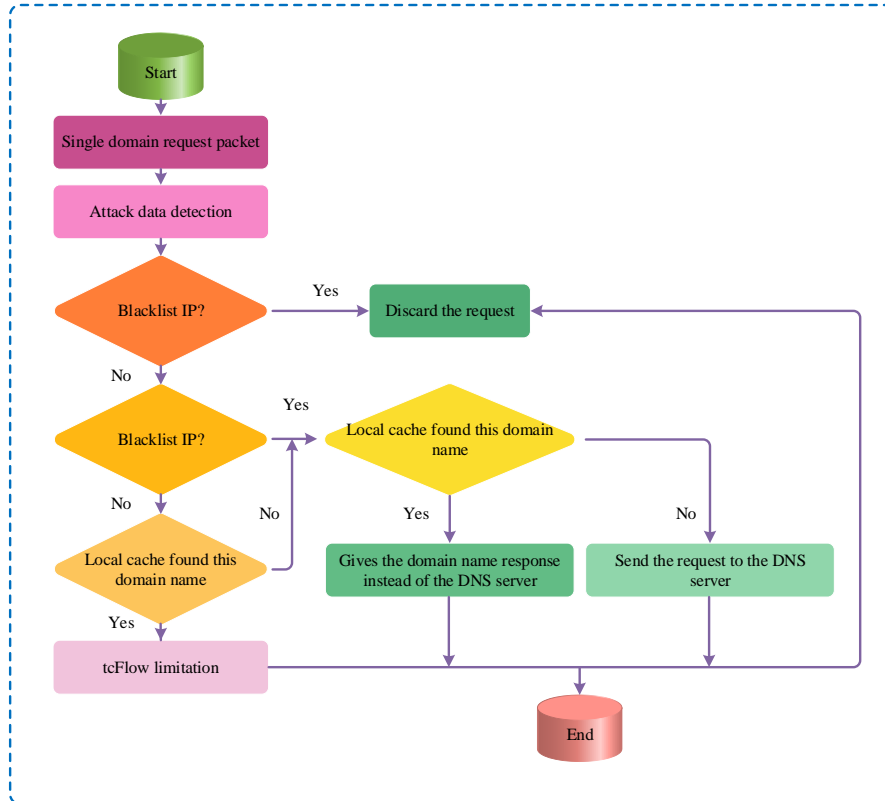 Start
Single domain request packet
Attack data detection
Blacklist IP?
Yes
Discard the request
No
Blacklist IP?
Yes
Local cache found this domain
name
No
No
Yes
No
Local cache found this
domain name
Gives the domain name response
instead of the DNS server
Send the request to the DNS
server
Yes
tcFlow limitation
End